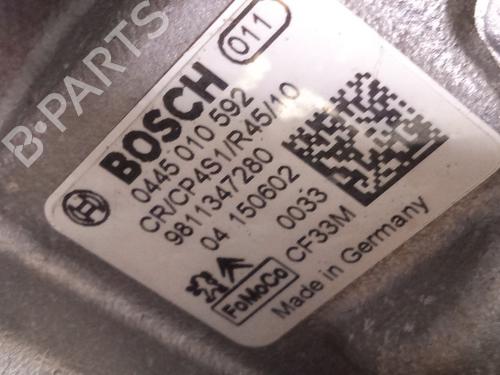 B-PARTS
BOSCH 011
0445 010 592
CR/CP4S1/R45/10
9811347280
04 150602
0033
FoMoCo CF33M
Made in Germany